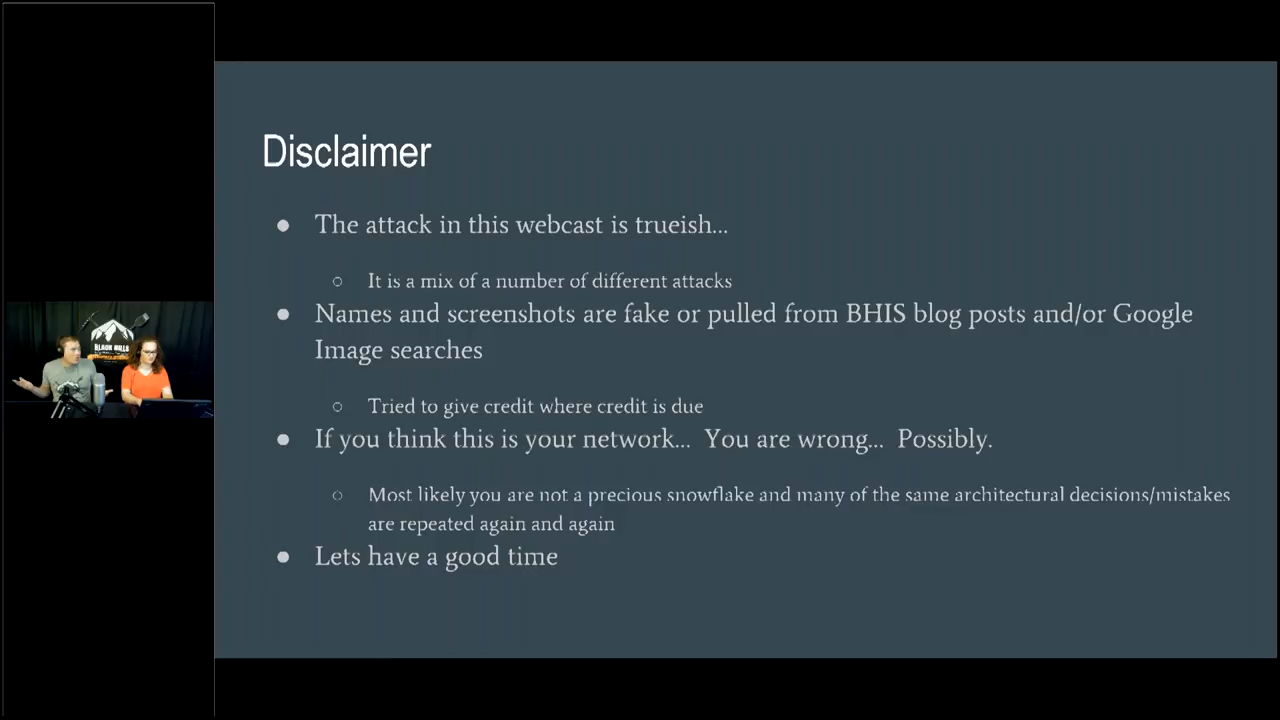 Disclaimer
The attack in this webcast is trueish...
It is a mix of a number of different attacks
Names and screenshots are fake or pulled from BHIS blog posts and/or Google
Image searches
Tried to give credit where credit is due
If you think this is your network... You are wrong... Possibly.
Most likely you are not a precious snowflake and many of the same architectural decisions/mistakes
are repeated again and again
Lets have a good time
BLACK HILLS